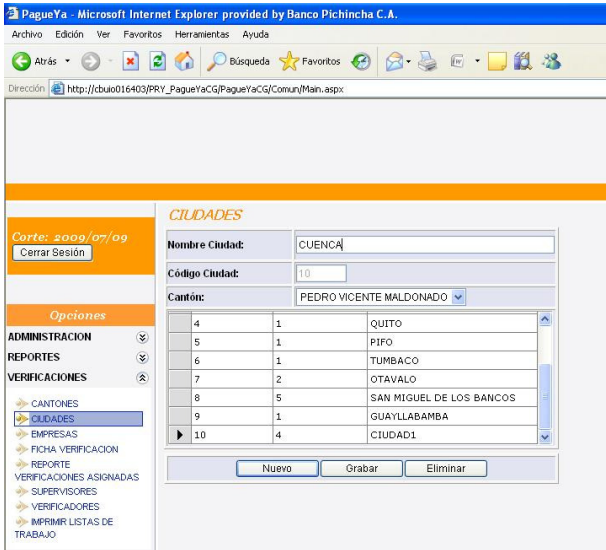 PagueYa - Microsoft Internet Explorer provided by Banco Pichincha C.A.
Archivo Edición Ver Favoritos Herramientas Ayuda
Atrás Búsqueda Favoritos
Dirección http://cbuio016403/PRY_PagueYaCG/PagueYaCG/Comun/Main.aspx
Corte: 2009/07/09
Cerrar Sesión
Opciones
ADMINISTRACION
REPORTES
VERIFICACIONES
CANTONES
CIUDADES
EMPRESAS
FICHA VERIFICACION
REPORTE
VERIFICACIONES ASIGNADAS
SUPERVISORES
VERIFICADORES
IMPRIMIR LISTAS DE
TRABAJO
CIUDADES
Nombre Ciudad: CUENCA
Código Ciudad: 10
Cantón: PEDRO VICENTE MALDONADO
4 1 QUITO
5 1 PIFO
6 1 TUMBACO
7 2 OTAVALO
8 5 SAN MIGUEL DE LOS BANCOS
9 1 GUAYLLABAMBA
10 4 CIUDAD1
Nuevo Grabar Eliminar